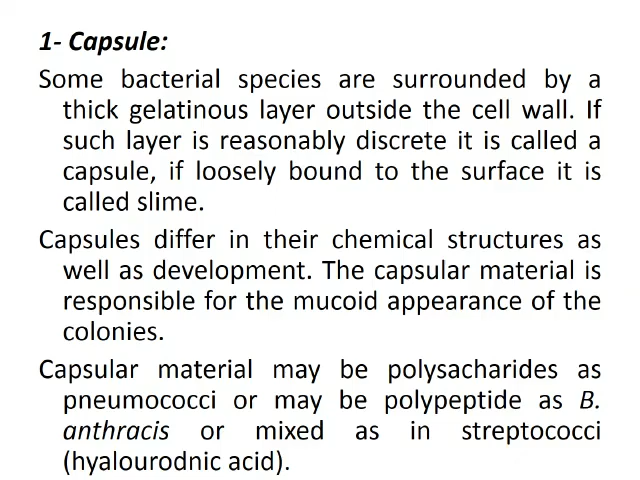 1- Capsule:
Some bacterial species are surrounded by a
thick gelatinous layer outside the cell wall. If
such layer is reasonably discrete it is called a
capsule, if loosely bound to the surface it is
called slime.
Capsules differ in their chemical structures as
well as development. The capsular material is
responsible for the mucoid appearance of the
colonies.
Capsular material may be polysacharides as
pneumococci or may be polypeptide as B.
anthracis or mixed as in streptococci
(hyalourodnic acid).